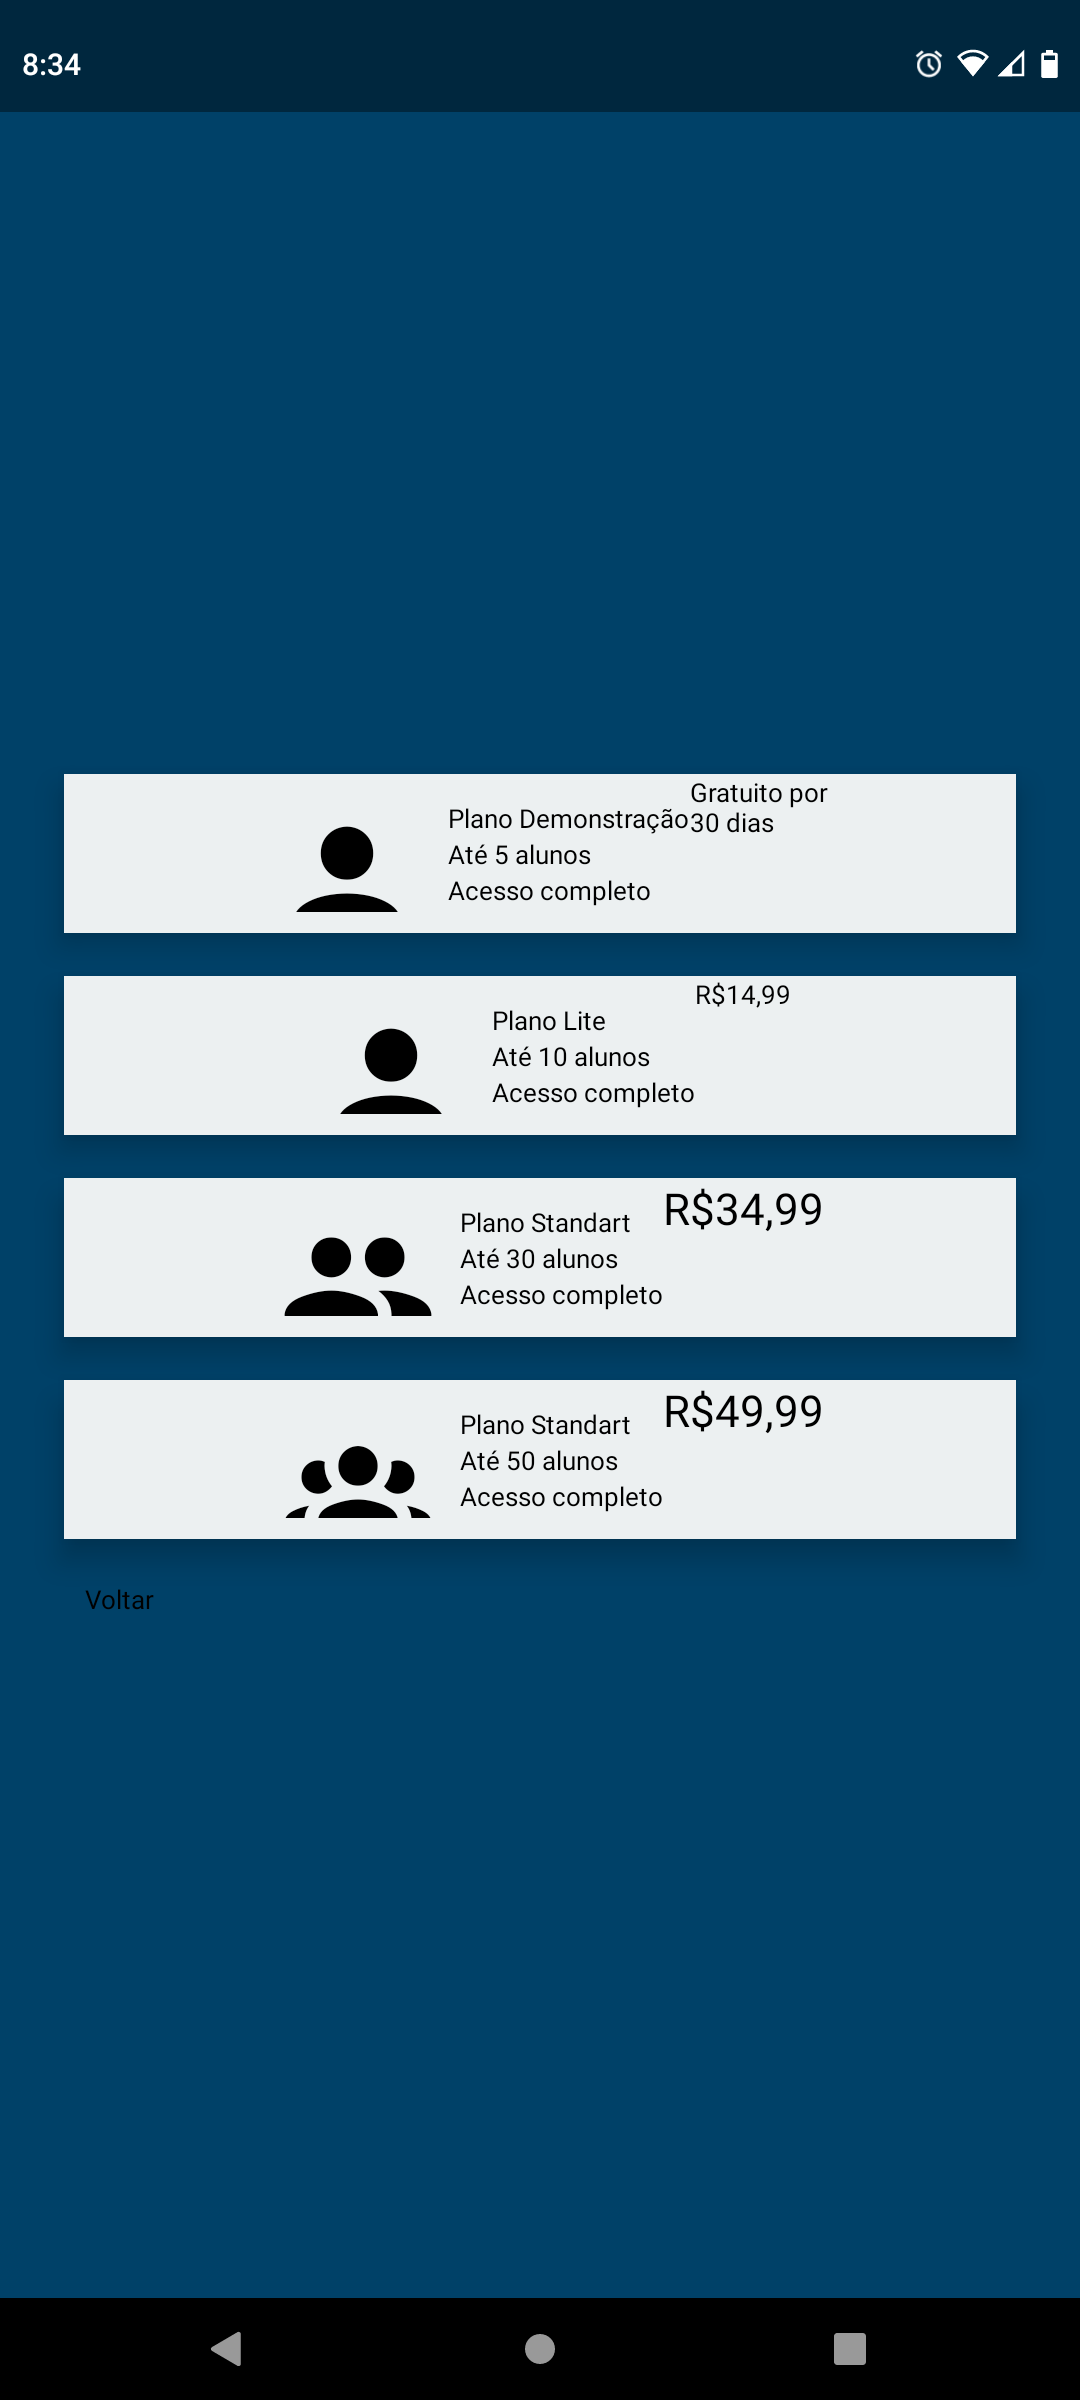 8:34
Plano Demonstração
Até 5 alunos
Acesso completo
Gratuito por
30 dias
Plano Lite
Até 10 alunos
Acesso completo
R$14,99
Plano Standart
Até 30 alunos
Acesso completo
R$34,99
Plano Standart
Até 50 alunos
Acesso completo
R$49,99
Voltar